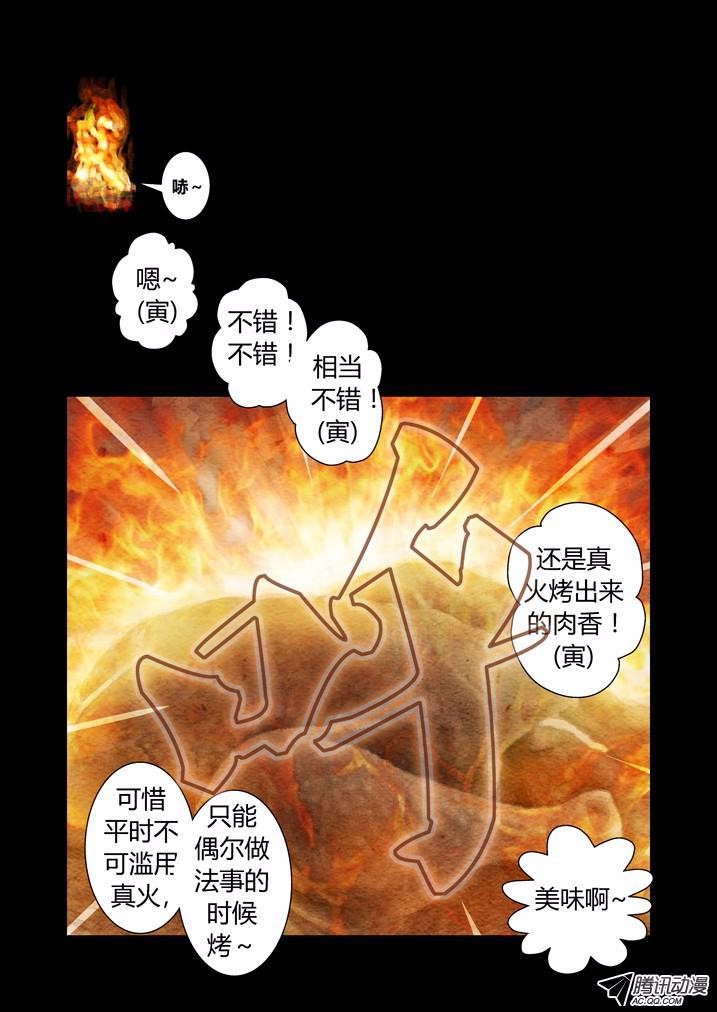 哧~
嗯~
(寅)
不错！
不错！
相当
不错！
(寅)
呼
还是真
火烤出来
的肉香！
(寅)
可惜
平时不
可滥用
真火，
只能
偶尔做
法事的
时候
烤~
美味啊~
腾讯动漫
AC.QQ.COM